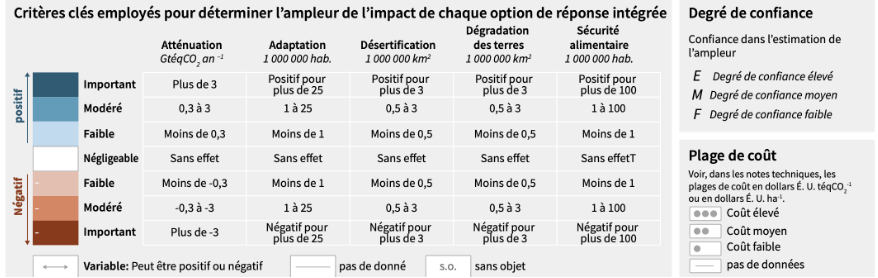 Critères clés employés pour déterminer l'ampleur de l'impact de chaque option de réponse intégrée
Atténuation Adaptation Désertification Dégradation des terres Sécurité alimentaire
GtéqCO₂ an ⁻¹ 1 000 000 hab. 1 000 000 km² 1 000 000 km² 1 000 000 hab.
positif
Important Plus de 3 Positif pour plus de 25 Positif pour plus de 3 Positif pour plus de 3 Positif pour plus de 100
Modéré 0,3 à 3 1 à 25 0,5 à 3 0,5 à 3 1 à 100
Faible Moins de 0,3 Moins de 1 Moins de 0,5 Moins de 0,5 Moins de 1
Négligeable Sans effet Sans effet Sans effet Sans effet Sans effetT
Négatif
- Faible Moins de -0,3 Moins de 1 Moins de 0,5 Moins de 0,5 Moins de 1
- Modéré -0,3 à -3 1 à 25 0,5 à 3 0,5 à 3 1 à 100
- Important Plus de -3 Négatif pour plus de 25 Négatif pour plus de 3 Négatif pour plus de 3 Négatif pour plus de 100
Variable: Peut être positif ou négatif pas de donné s.o. sans objet
Degré de confiance
Confiance dans l'estimation de
l'ampleur
E Degré de confiance élevé
M Degré de confiance moyen
F Degré de confiance faible
Plage de coût
Voir, dans les notes techniques, les
plages de coût en dollars É. U. téqCO₂⁻¹
ou en dollars É. U. ha⁻¹.
Coût élevé
Coût moyen
Coût faible
pas de données